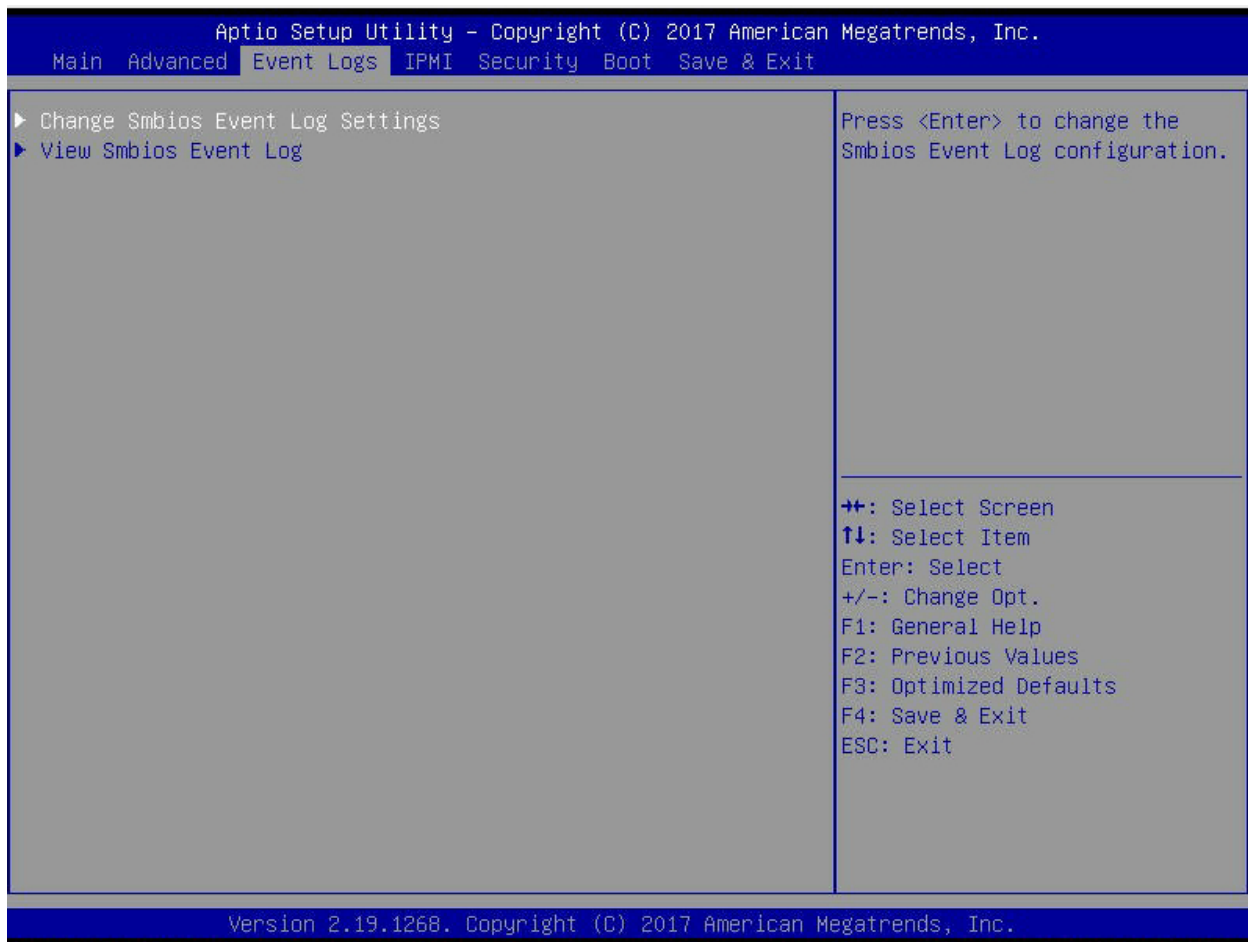 Aptio Setup Utility – Copyright (C) 2017 American Megatrends, Inc.
Main Advanced Event Logs IPMI Security Boot Save & Exit
▶ Change Smbios Event Log Settings
▶ View Smbios Event Log
Press <Enter> to change the
Smbios Event Log configuration.
→←: Select Screen
↑↓: Select Item
Enter: Select
+/-: Change Opt.
F1: General Help
F2: Previous Values
F3: Optimized Defaults
F4: Save & Exit
ESC: Exit
Version 2.19.1268. Copyright (C) 2017 American Megatrends, Inc.